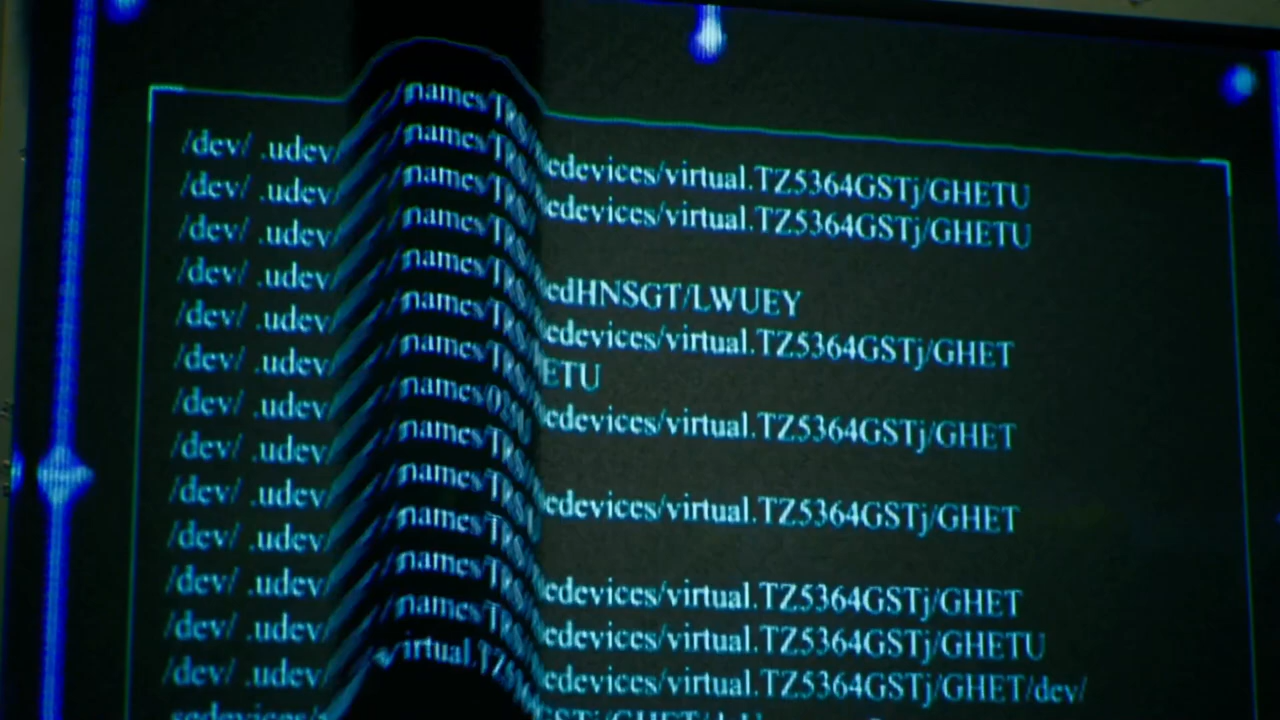 /dev/ .udev/ /names/ edevices/virtual.TZ5364GSTj/GHETU
/dev/ .udev/ /names/ edevices/virtual.TZ5364GSTj/GHETU
/dev/ .udev/ /names/
/dev/ .udev/ /names/ edHNSGT/LWUEY
/dev/ .udev/ /names/ edevices/virtual.TZ5364GSTj/GHET
/dev/ .udev/ /names/ ETU
/dev/ .udev/ /names/ edevices/virtual.TZ5364GSTj/GHET
/dev/ .udev/ /names
/dev/ .udev/ /names/ edevices/virtual.TZ5364GSTj/GHET
/dev/ .udev/ /names/
/dev/ .udev/ /names/ edevices/virtual.TZ5364GSTj/GHET
/dev/ .udev/ /names/ edevices/virtual.TZ5364GSTj/GHETU
/dev/ .udev/ /names/ edevices/virtual.TZ5364GSTj/GHET/dev/
sedevices/ virtual.TZ